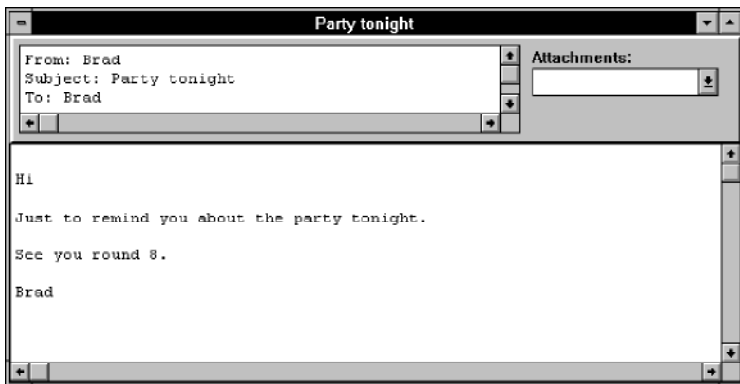 Party tonight
From: Brad
Subject: Party tonight
To: Brad
Attachments:
Hi
Just to remind you about the party tonight.
See you round 8.
Brad